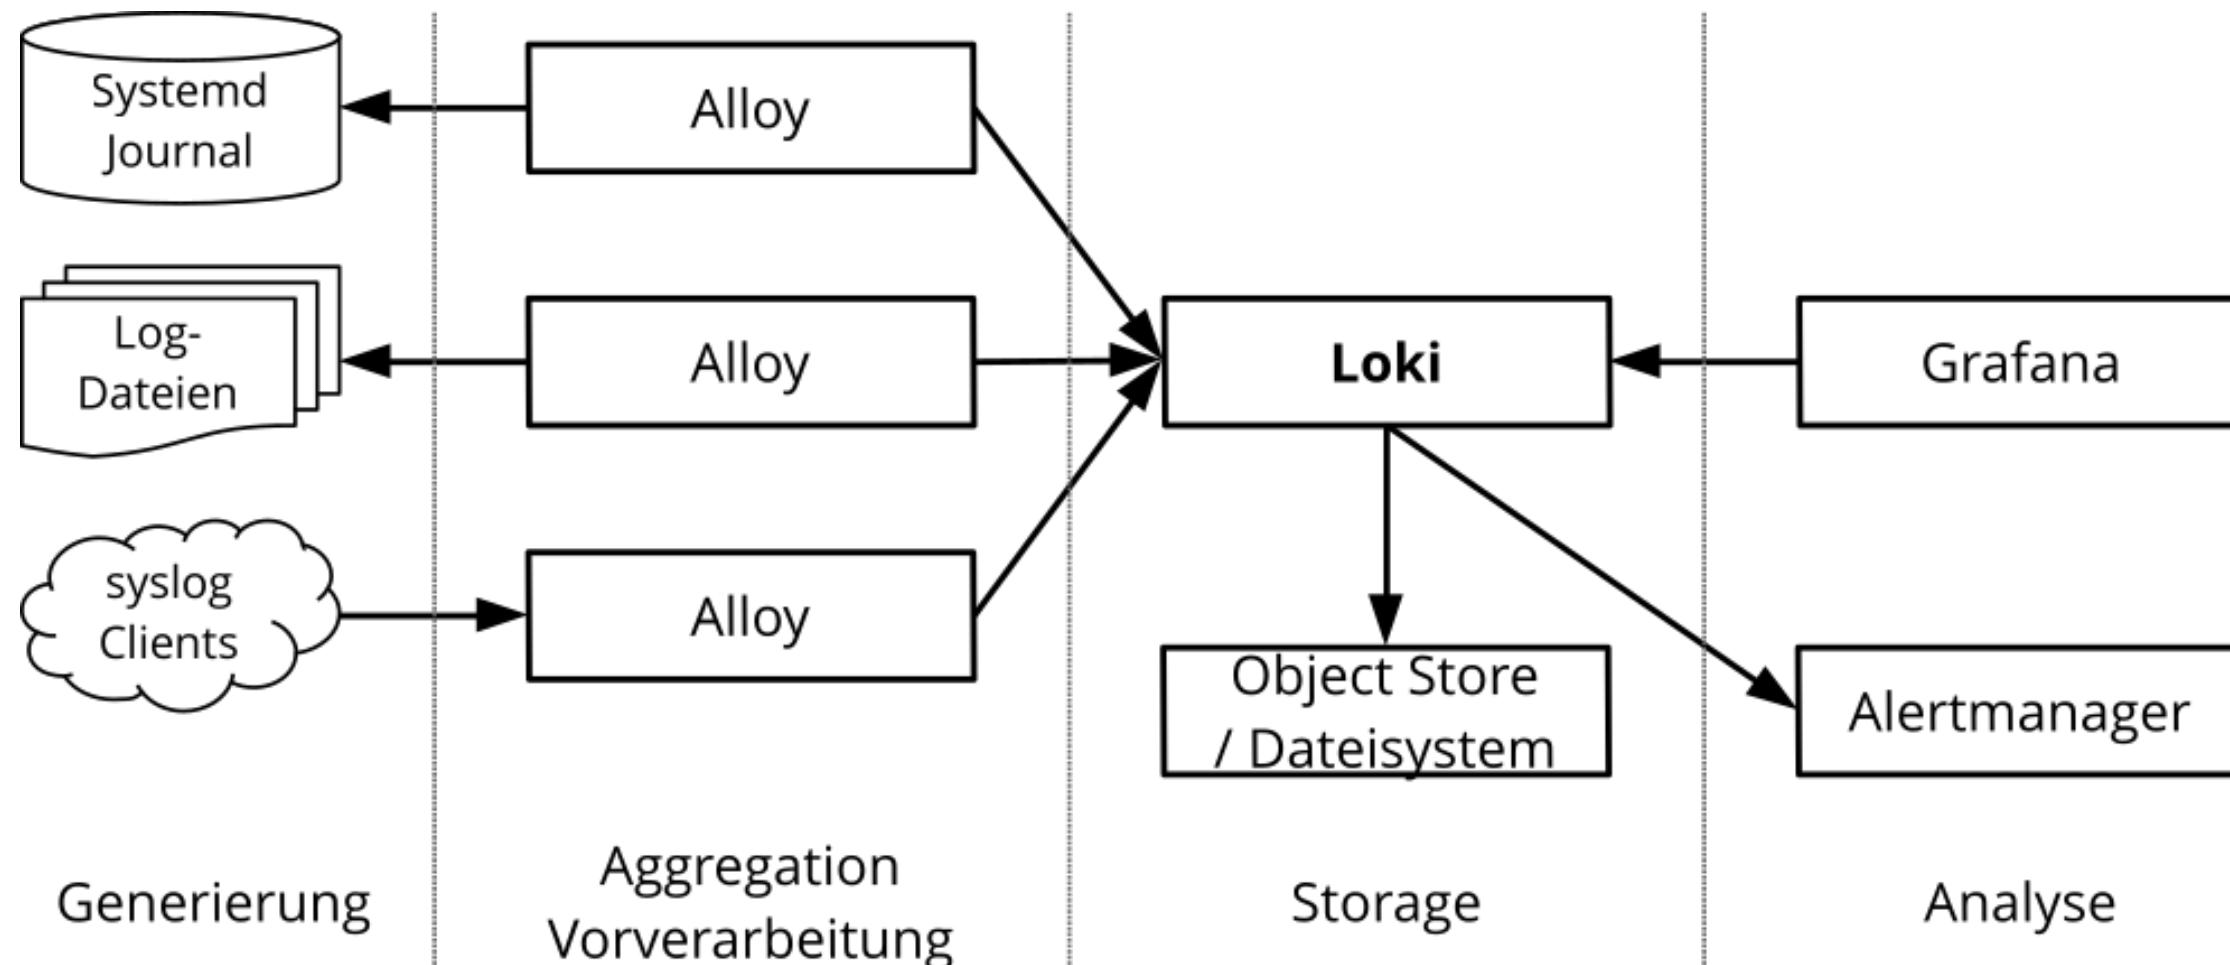 Systemd
Journal
Alloy
Log-
Dateien
Alloy
Loki
Grafana
syslog
Clients
Alloy
Object Store
/ Dateisystem
Alertmanager
Generierung
Aggregation
Vorverarbeitung
Storage
Analyse